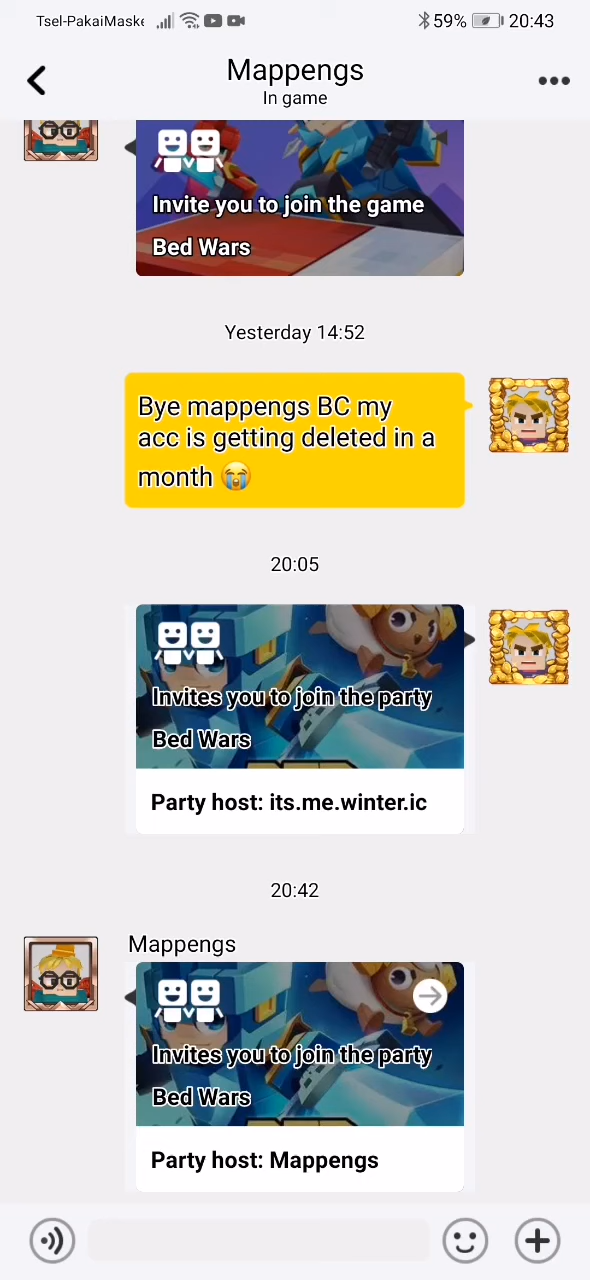 Tsel-PakaiMaske
59%
20:43
Mappengs
In game
Invite you to join the game
Bed Wars
Yesterday 14:52
Bye mappengs BC my
acc is getting deleted in a
month 😭
20:05
Invites you to join the party
Bed Wars
Party host: its.me.winter.ic
20:42
Mappengs
Invites you to join the party
Bed Wars
Party host: Mappengs